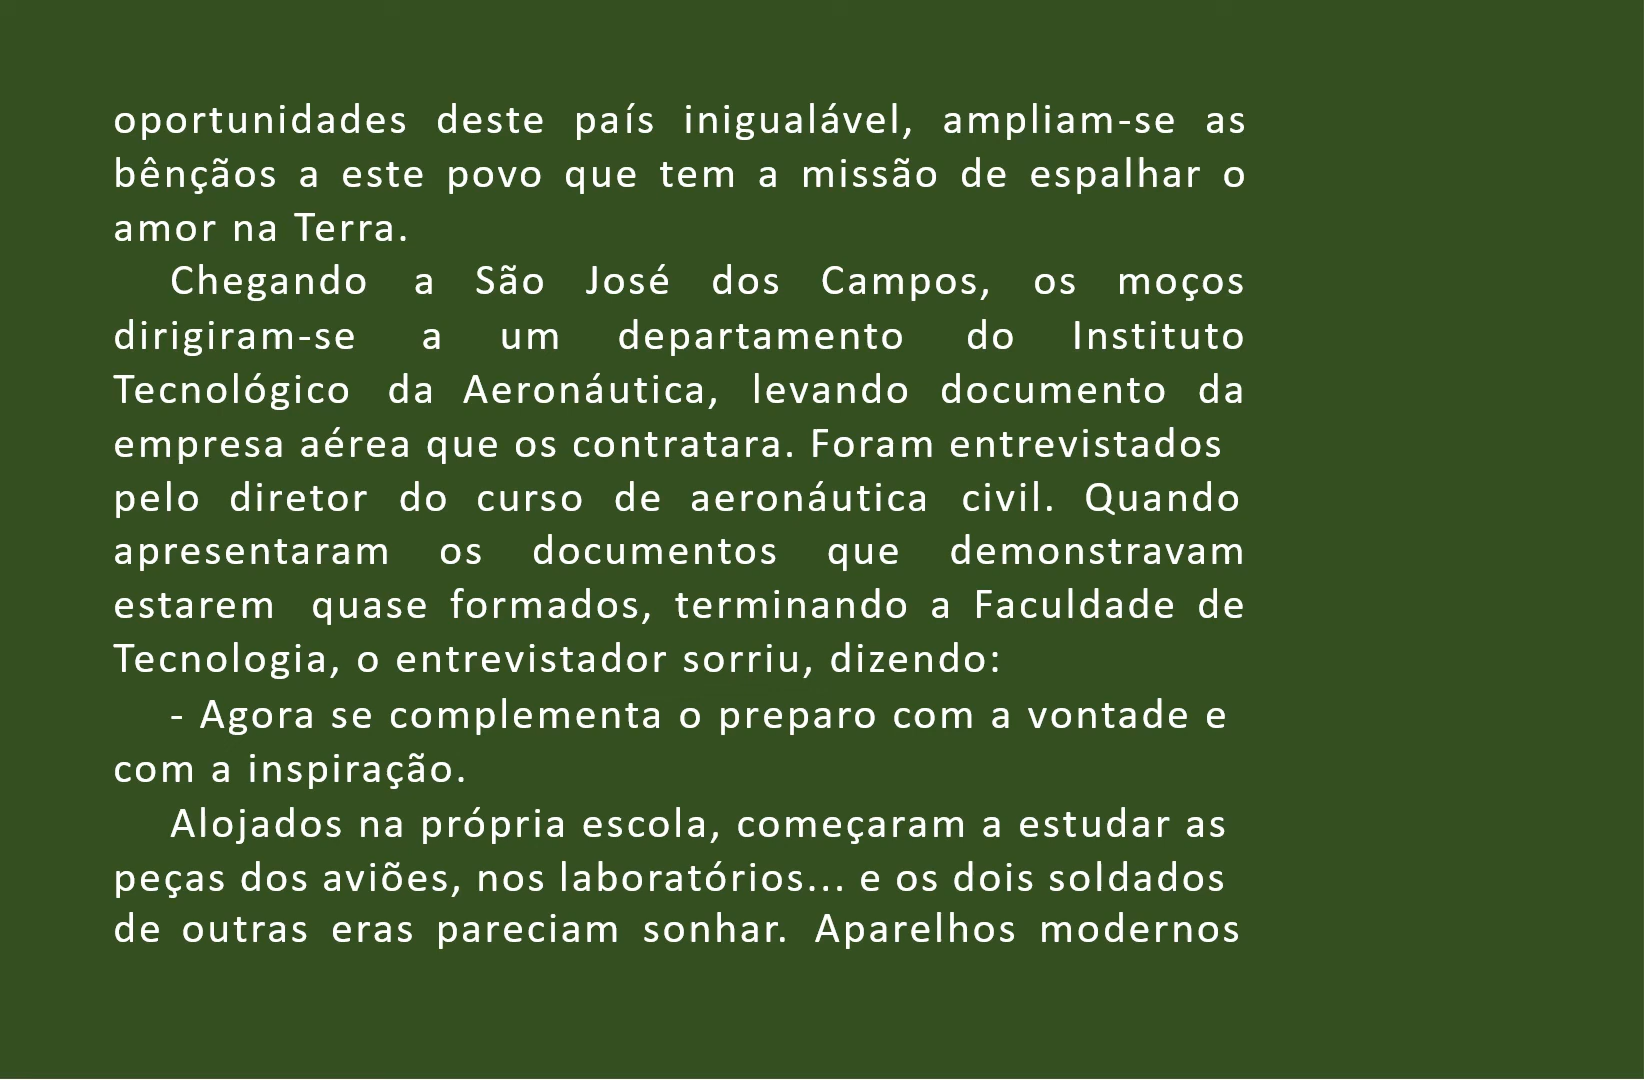 oportunidades deste país inigualável, ampliam-se as
bênçãos a este povo que tem a missão de espalhar o
amor na Terra.
Chegando a São José dos Campos, os moços
dirigiram-se a um departamento do Instituto
Tecnológico da Aeronáutica, levando documento da
empresa aérea que os contratara. Foram entrevistados
pelo diretor do curso de aeronáutica civil. Quando
apresentaram os documentos que demonstravam
estarem quase formados, terminando a Faculdade de
Tecnologia, o entrevistador sorriu, dizendo:
- Agora se complementa o preparo com a vontade e
com a inspiração.
Alojados na própria escola, começaram a estudar as
peças dos aviões, nos laboratórios... e os dois soldados
de outras eras pareciam sonhar. Aparelhos modernos